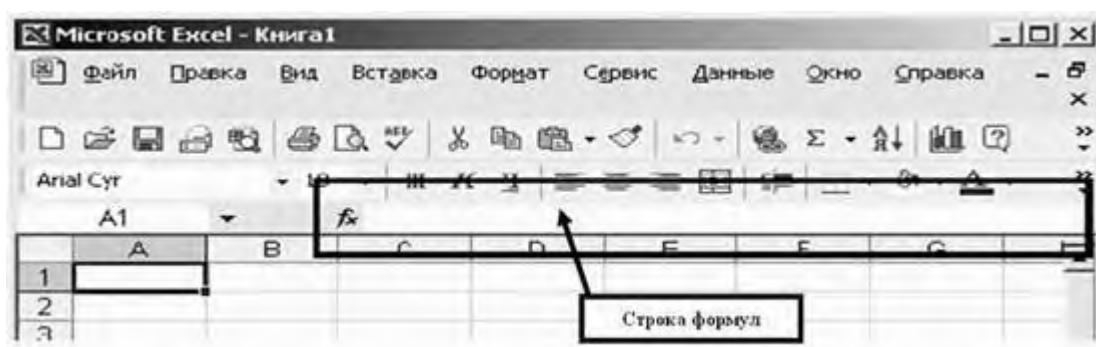 Microsoft Excel - Книга1
Файл Правка Вид Вставка Формат Сервис Данные Окно Справка
Arial Cyr 10 Ж К Ч
A1 fx
A B C D E F G
1
2
3
Строка формул